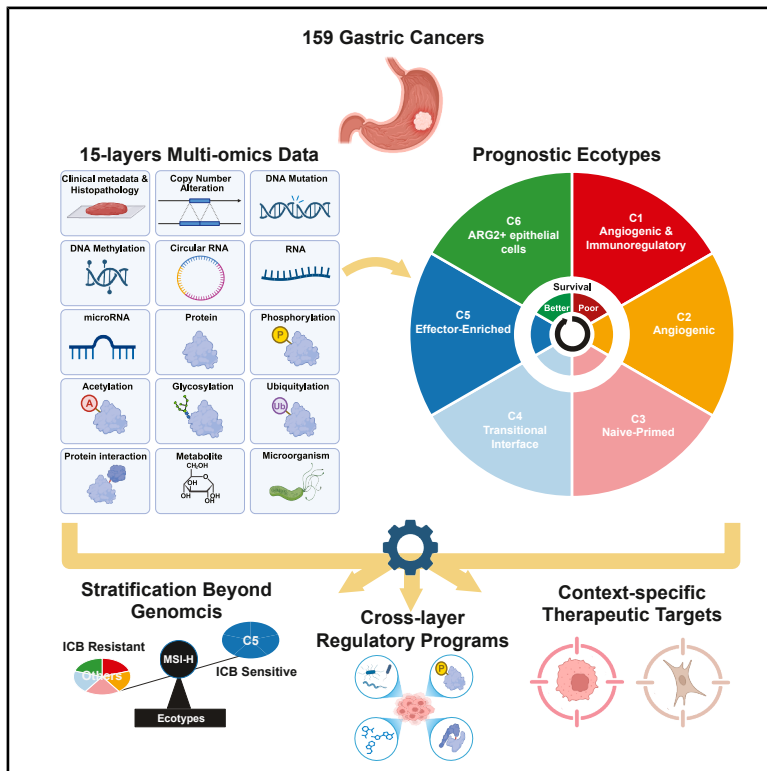 159 Gastric Cancers
15-layers Multi-omics Data
Clinical metadata &
Histopathology
Copy Number
Alteration
DNA Mutation
DNA Methylation
Circular RNA
RNA
microRNA
Protein
Phosphorylation
P
Acetylation
A
Glycosylation
Ubiquitylation
Ub
Protein interaction
Metabolite
CH₂OH
OH
OH
OH
OH
Microorganism
Prognostic Ecotypes
C6
ARG2+ epithelial
cells
C1
Angiogenic &
Immunoregulatory
C5
Effector-Enriched
C2
Angiogenic
C4
Transitional
Interface
C3
Naive-Primed
Survival
Better
Poor
Stratification Beyond
Genomcis
ICB Resistant
Others
MSI-H
C5
ICB Sensitive
Ecotypes
Cross-layer
Regulatory Programs
P
Context-specific
Therapeutic Targets